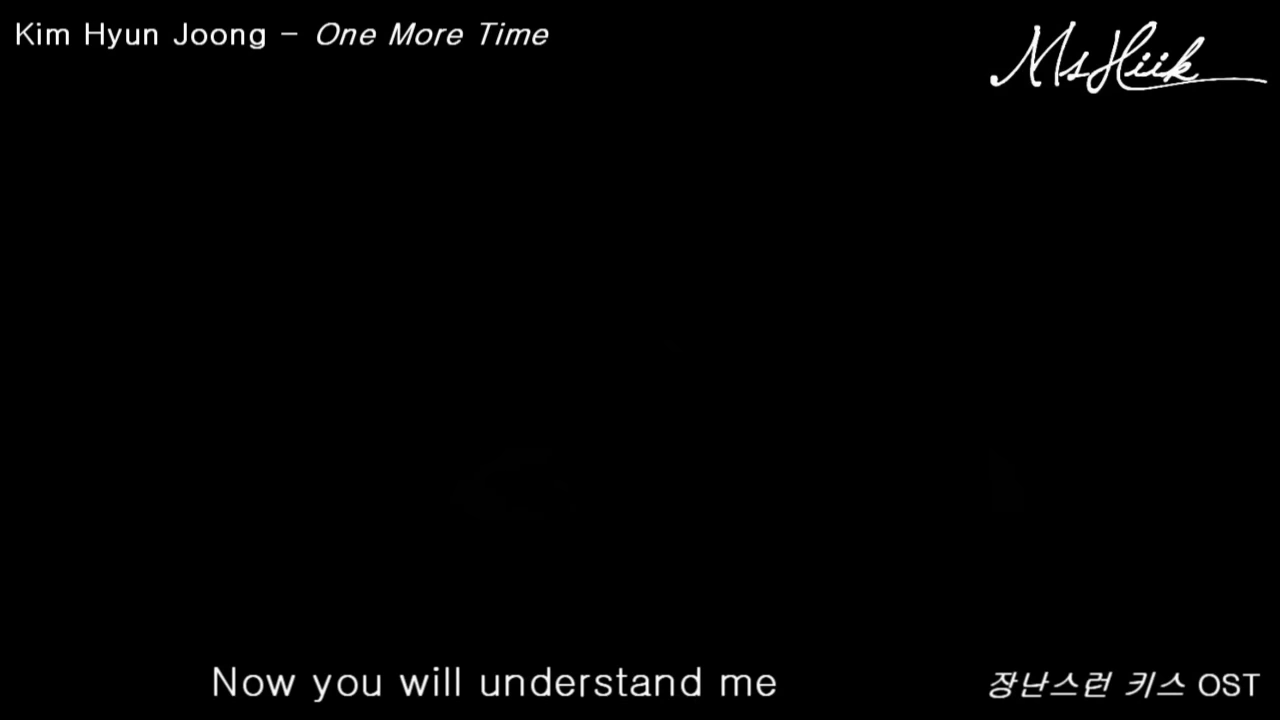 Kim Hyun Joong - One More Time
MsHiik
Now you will understand me
장난스런 키스 OST